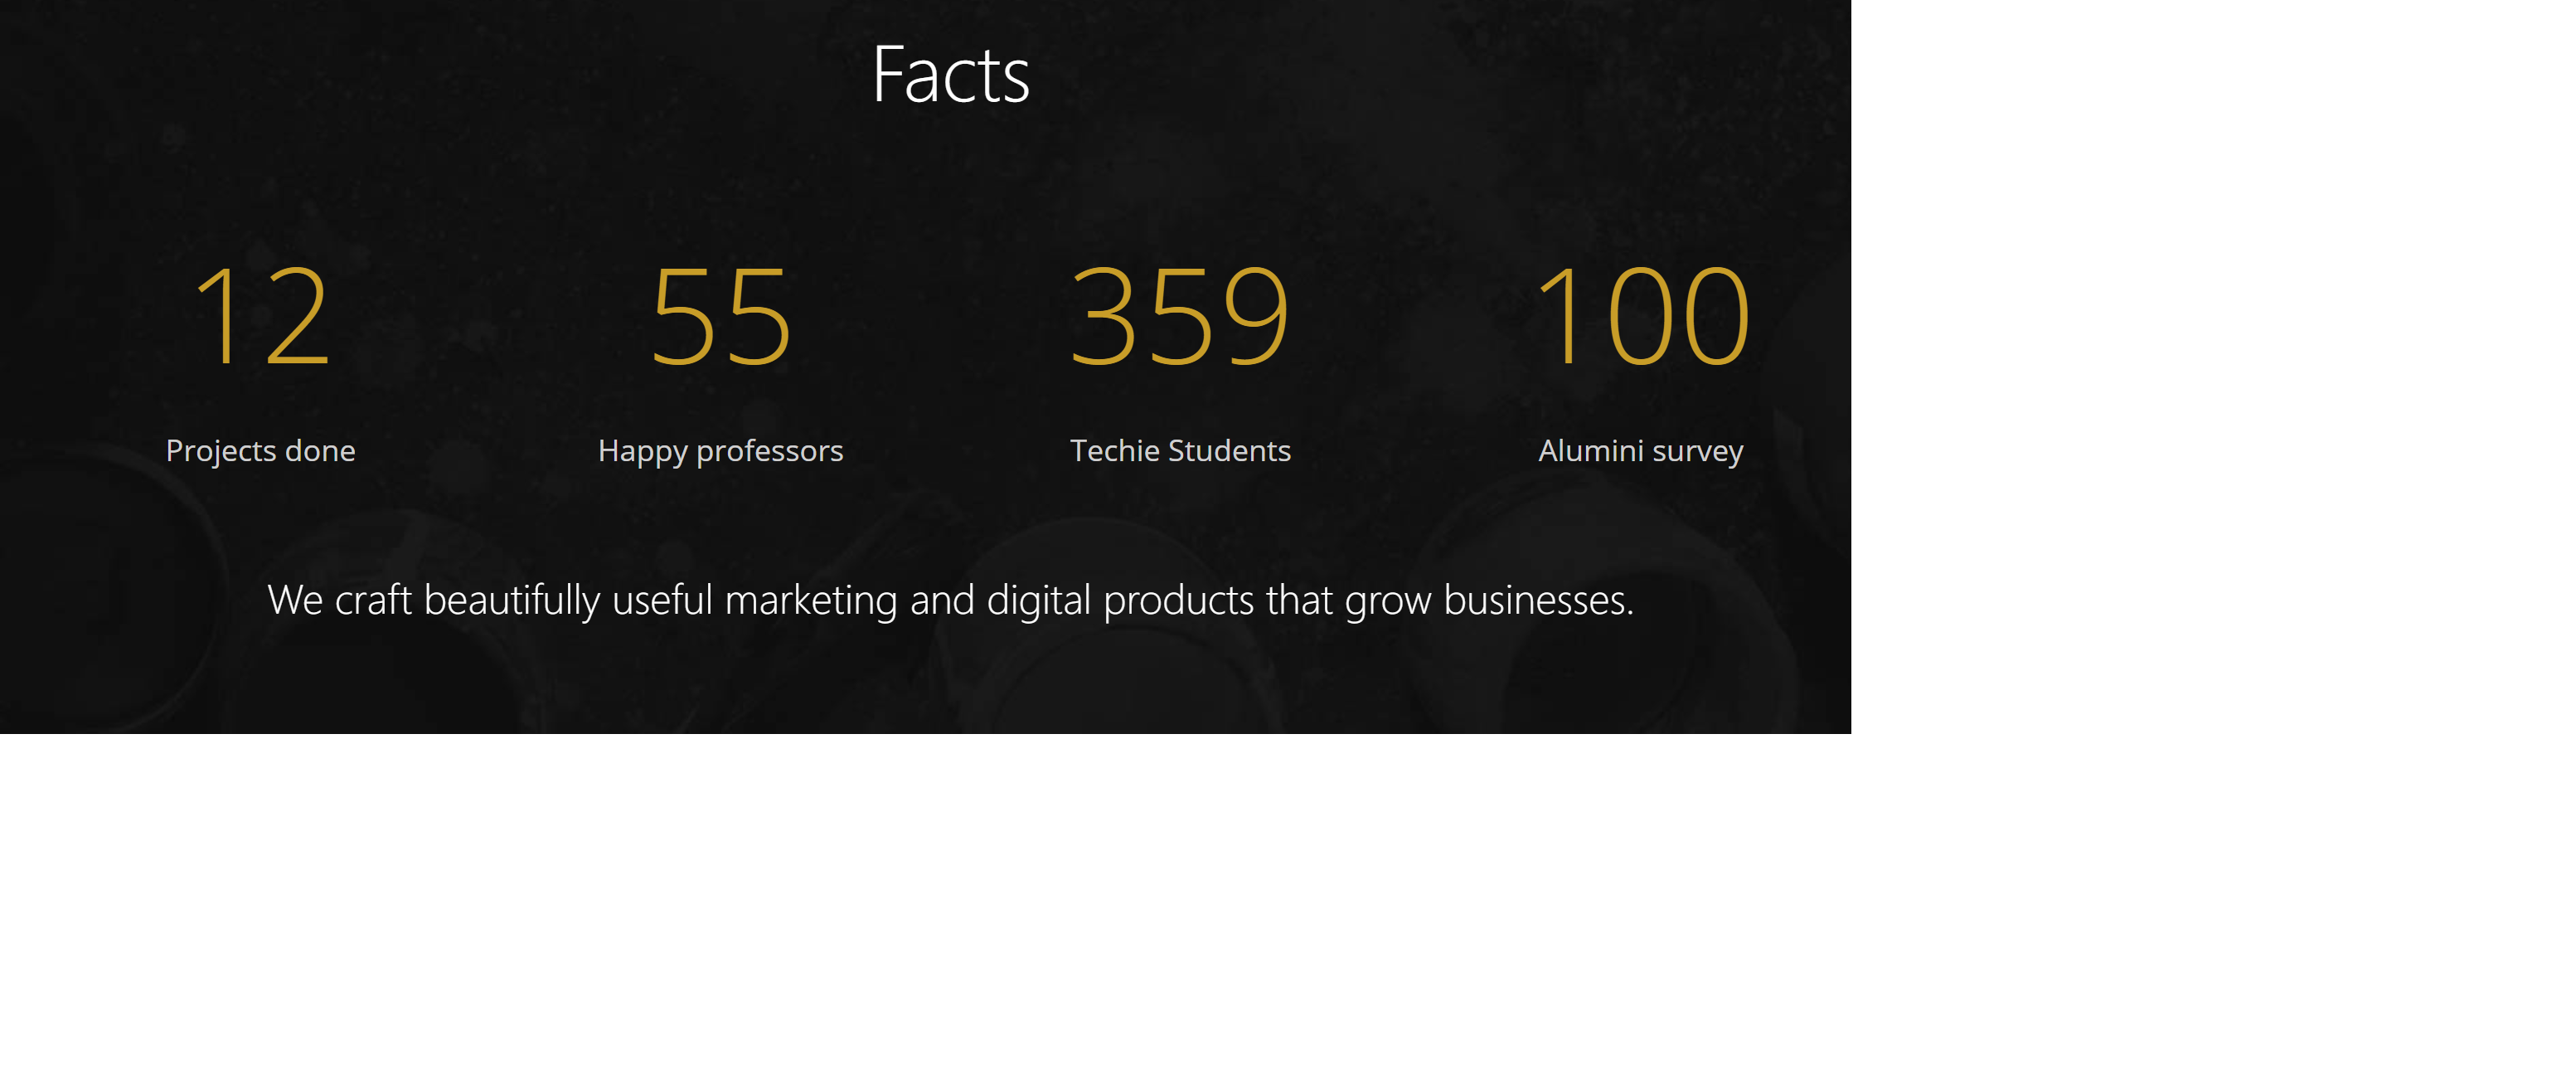 Facts
12 55 359 100
Projects done Happy professors Techie Students Alumini survey
We craft beautifully useful marketing and digital products that grow businesses.